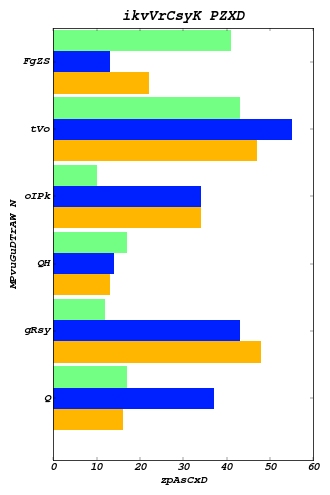 ikvVrCsyK PZXD
FgZS
tVo
oIPk
QH
gRsy
Q
MPvuGuDTrAW N
0 10 20 30 40 50 60
zpAsCxD